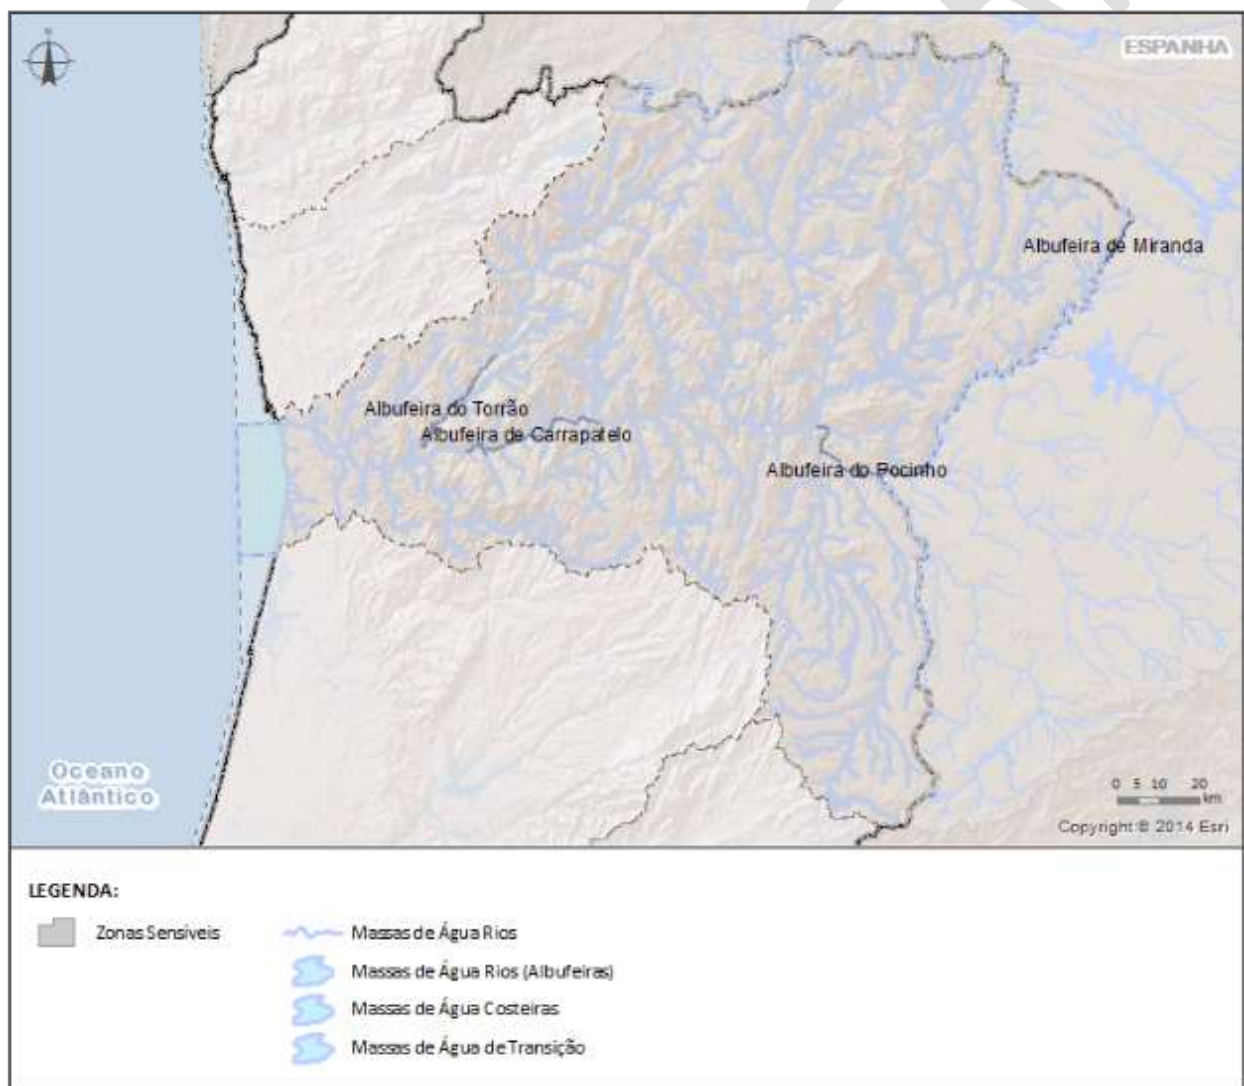 N
ESPANHA
Albufeira de Miranda
Albufeira do Torrão
Albufeira de Carrapatelo
Albufeira do Pocinho
Oceano
Atlântico
0 5 10 20
km
Copyright:© 2014 Esri
LEGENDA:
Zonas Sensíveis
Massas de Água Rios
Massas de Água Rios (Albufeiras)
Massas de Água Costeiras
Massas de Água de Transição